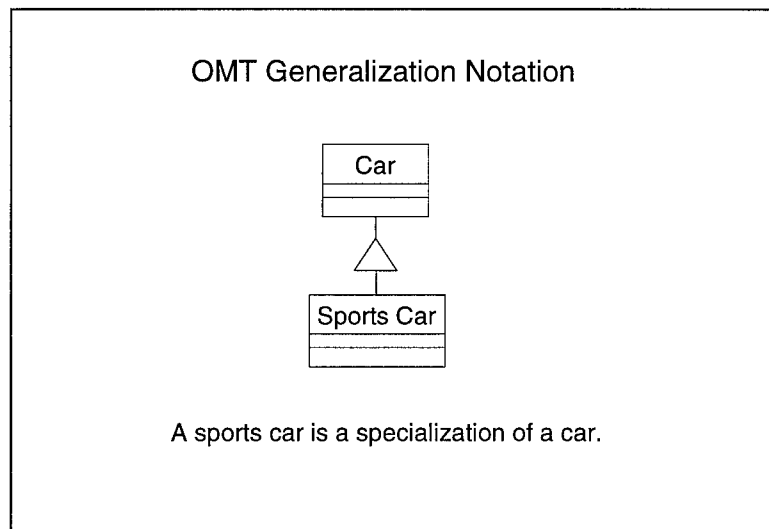 OMT Generalization Notation
Car
Sports Car
A sports car is a specialization of a car.